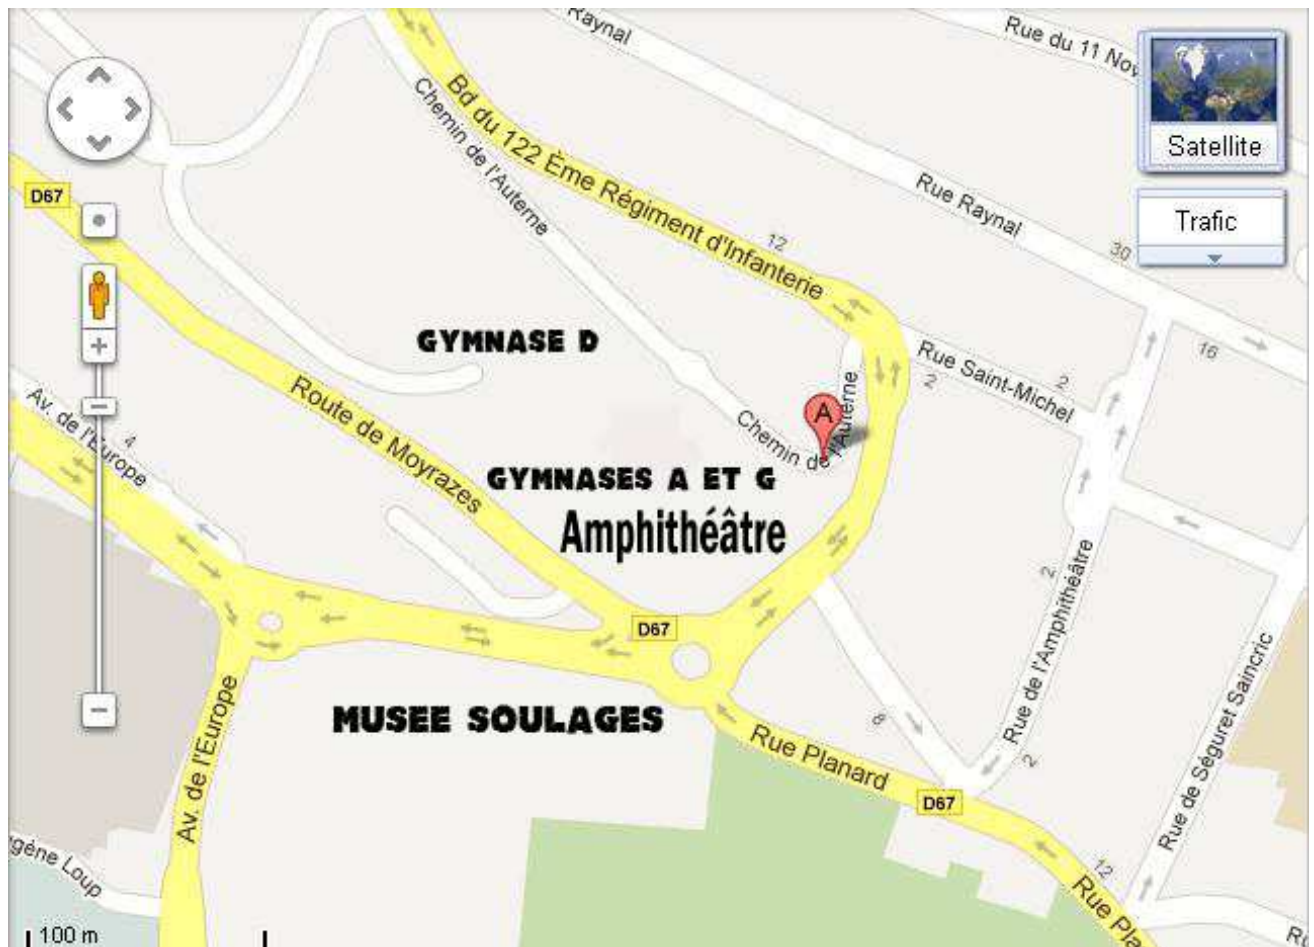 Raynal
Rue du 11 Nov
Satellite
Trafic
D67
Bd du 122 Ème Régiment d'Infanterie
Chemin de l'Auterne
Rue Raynal
12
30
16
GYMNASE D
Rue Saint-Michel
2
2
Route de Moyrazes
Av. de l'Europe
4
A
Chemin de l'Auterne
GYMNASES A ET G
Amphithéâtre
2
Rue de l'Amphithéâtre
2
D67
MUSEE SOULAGES
8
Rue Planard
D67
Av. de l'Europe
Rue de Séguret Saincric
gène Loup
12
Rue Pla
Ru
100 m